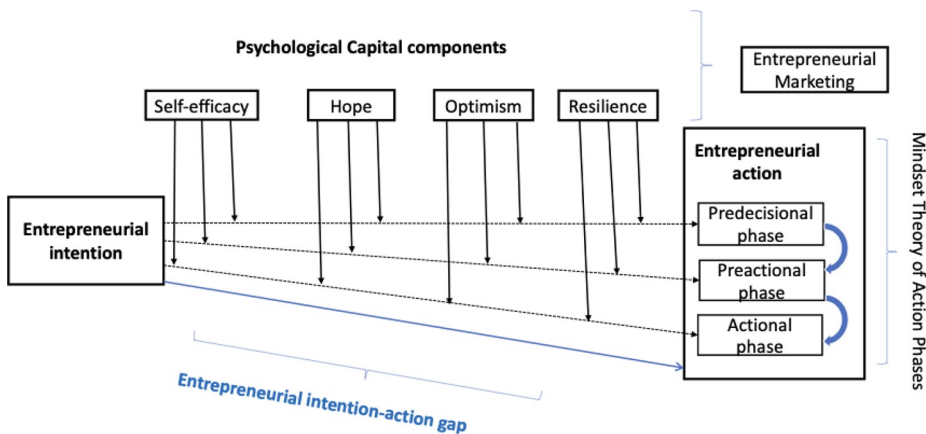 Psychological Capital components
Entrepreneurial
Marketing
Self-efficacy
Hope
Optimism
Resilience
Entrepreneurial
intention
Entrepreneurial
action
Predecisional
phase
Preactional
phase
Actional
phase
Mindset Theory of Action Phases
Entrepreneurial intention-action gap